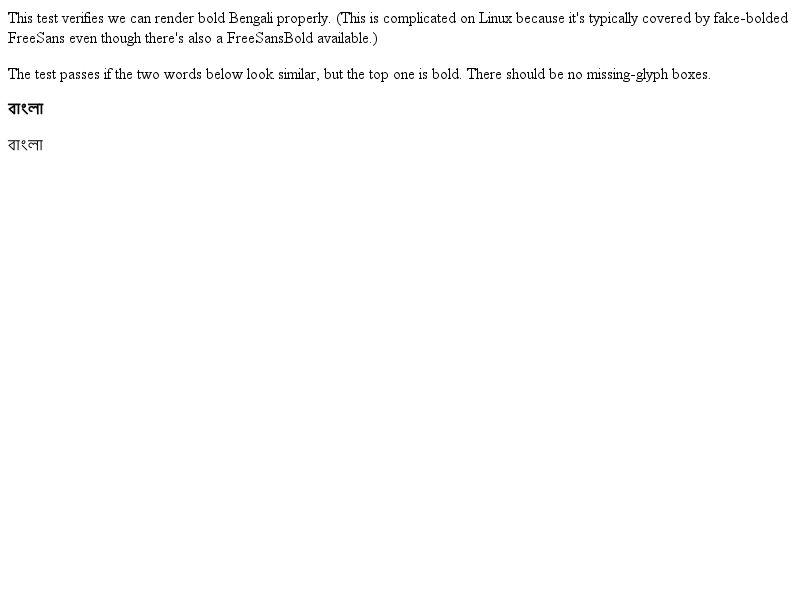 This test verifies we can render bold Bengali properly. (This is complicated on Linux because it's typically covered by fake-bolded
FreeSans even though there's also a FreeSansBold available.)
The test passes if the two words below look similar, but the top one is bold. There should be no missing-glyph boxes.
বাংলা
বাংলা